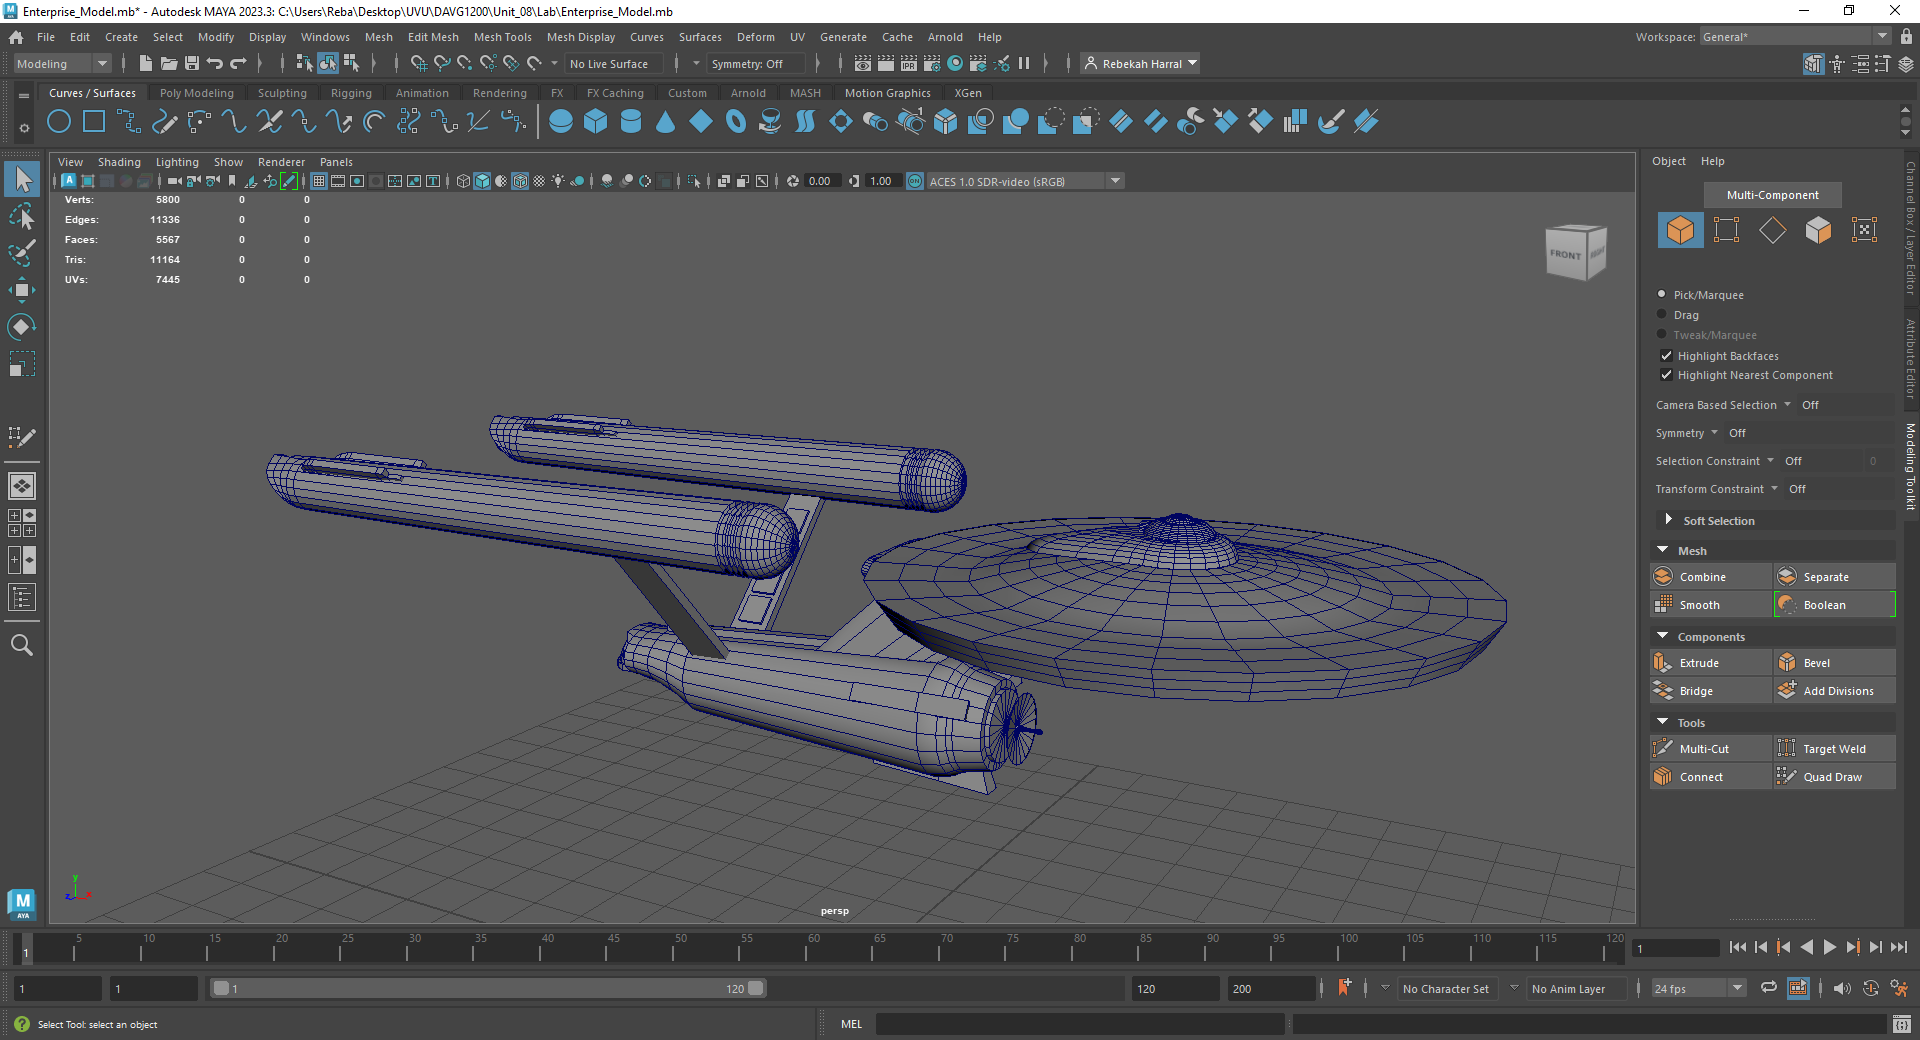 Enterprise_Model.mb* - Autodesk MAYA 2023.3: C:\Users\Reba\Desktop\UVU\DAVG1200\Unit_08\Lab\Enterprise_Model.mb
File Edit Create Select Modify Display Windows Mesh Edit Mesh Mesh Tools Mesh Display Curves Surfaces Deform UV Generate Cache Arnold Help
Workspace: General*
Modeling
No Live Surface
Symmetry: Off
IPR
Rebekah Harral
Curves / Surfaces Poly Modeling Sculpting Rigging Animation Rendering FX FX Caching Custom Arnold MASH Motion Graphics XGen
View Shading Lighting Show Renderer Panels
0.00 1.00 ON ACES 1.0 SDR-video (sRGB)
Verts: 5800 0 0
Edges: 11336 0 0
Faces: 5567 0 0
Tris: 11164 0 0
UVs: 7445 0 0
FRONT RIGHT
persp
y
z x
M
AYA
Object Help
Multi-Component
Pick/Marquee
Drag
Tweak/Marquee
Highlight Backfaces
Highlight Nearest Component
Camera Based Selection Off
Symmetry Off
Selection Constraint Off 0
Transform Constraint Off
Soft Selection
Mesh
Combine Separate
Smooth Boolean
Components
Extrude Bevel
Bridge Add Divisions
Tools
Multi-Cut Target Weld
Connect Quad Draw
Channel Box / Layer Editor
Attribute Editor
Modeling Toolkit
1 5 10 15 20 25 30 35 40 45 50 55 60 65 70 75 80 85 90 95 100 105 110 115 120 1
1 1 1 120 120 200 No Character Set No Anim Layer 24 fps
Select Tool: select an object
MEL